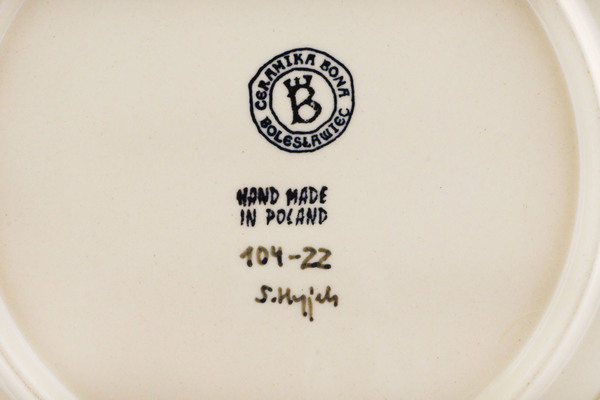 CERAMIKA BONA
BOLESŁAWIEC
B
HAND MADE
IN POLAND
104-22